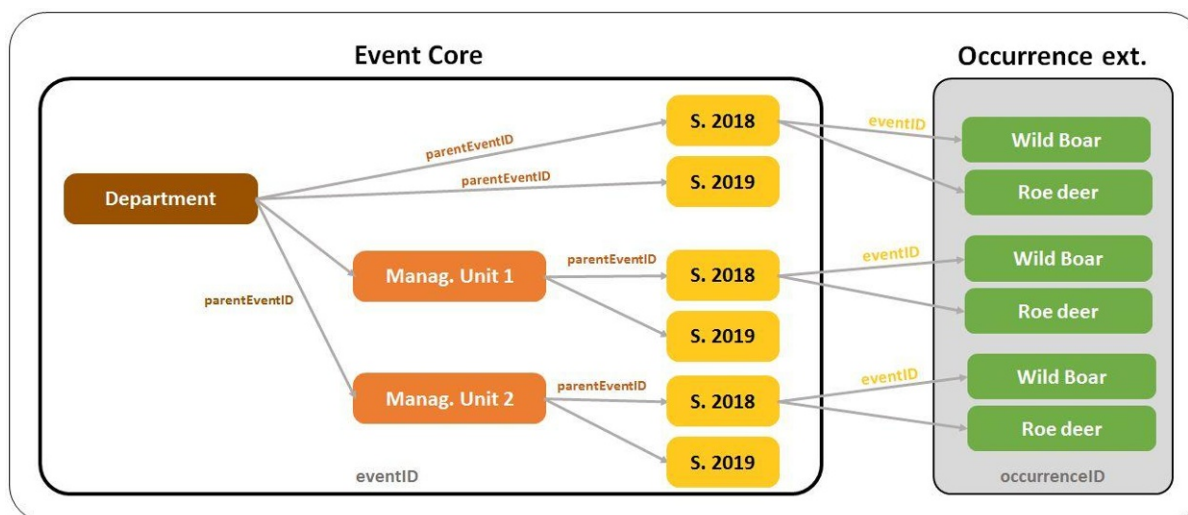 Event Core
Occurrence ext.
S. 2018
eventID
Wild Boar
parentEventID
parentEventID
S. 2019
Roe deer
Department
Manag. Unit 1
parentEventID
S. 2018
eventID
Wild Boar
parentEventID
Roe deer
S. 2019
Manag. Unit 2
parentEventID
S. 2018
eventID
Wild Boar
Roe deer
S. 2019
eventID
occurrenceID